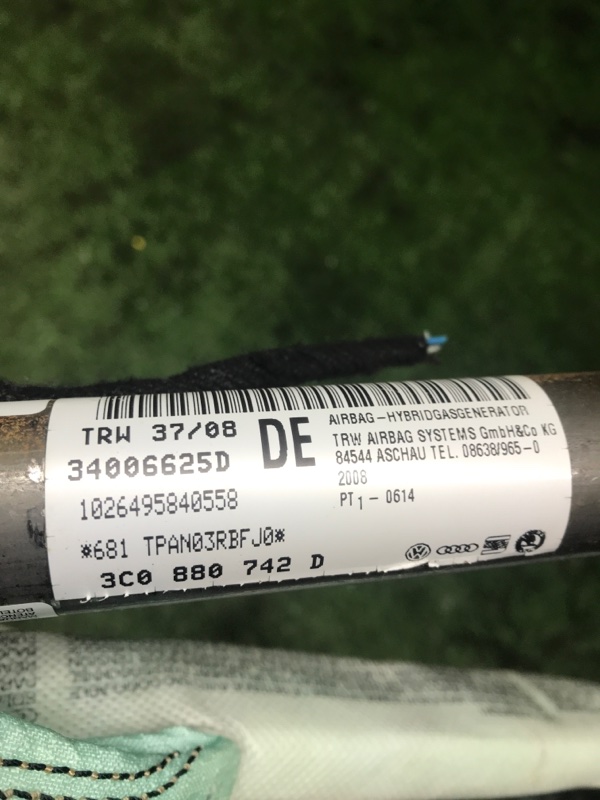 TRW 37/08
34006625D
1026495840558
*681 TPAN03RBFJ0*
3C0 880 742 D
DE
AIRBAG-HYBRIDGASGENERATOR
TRW AIRBAG SYSTEMS GmbH&Co KG
84544 ASCHAU TEL. 08638/965-0
2008
PT1 - 0614